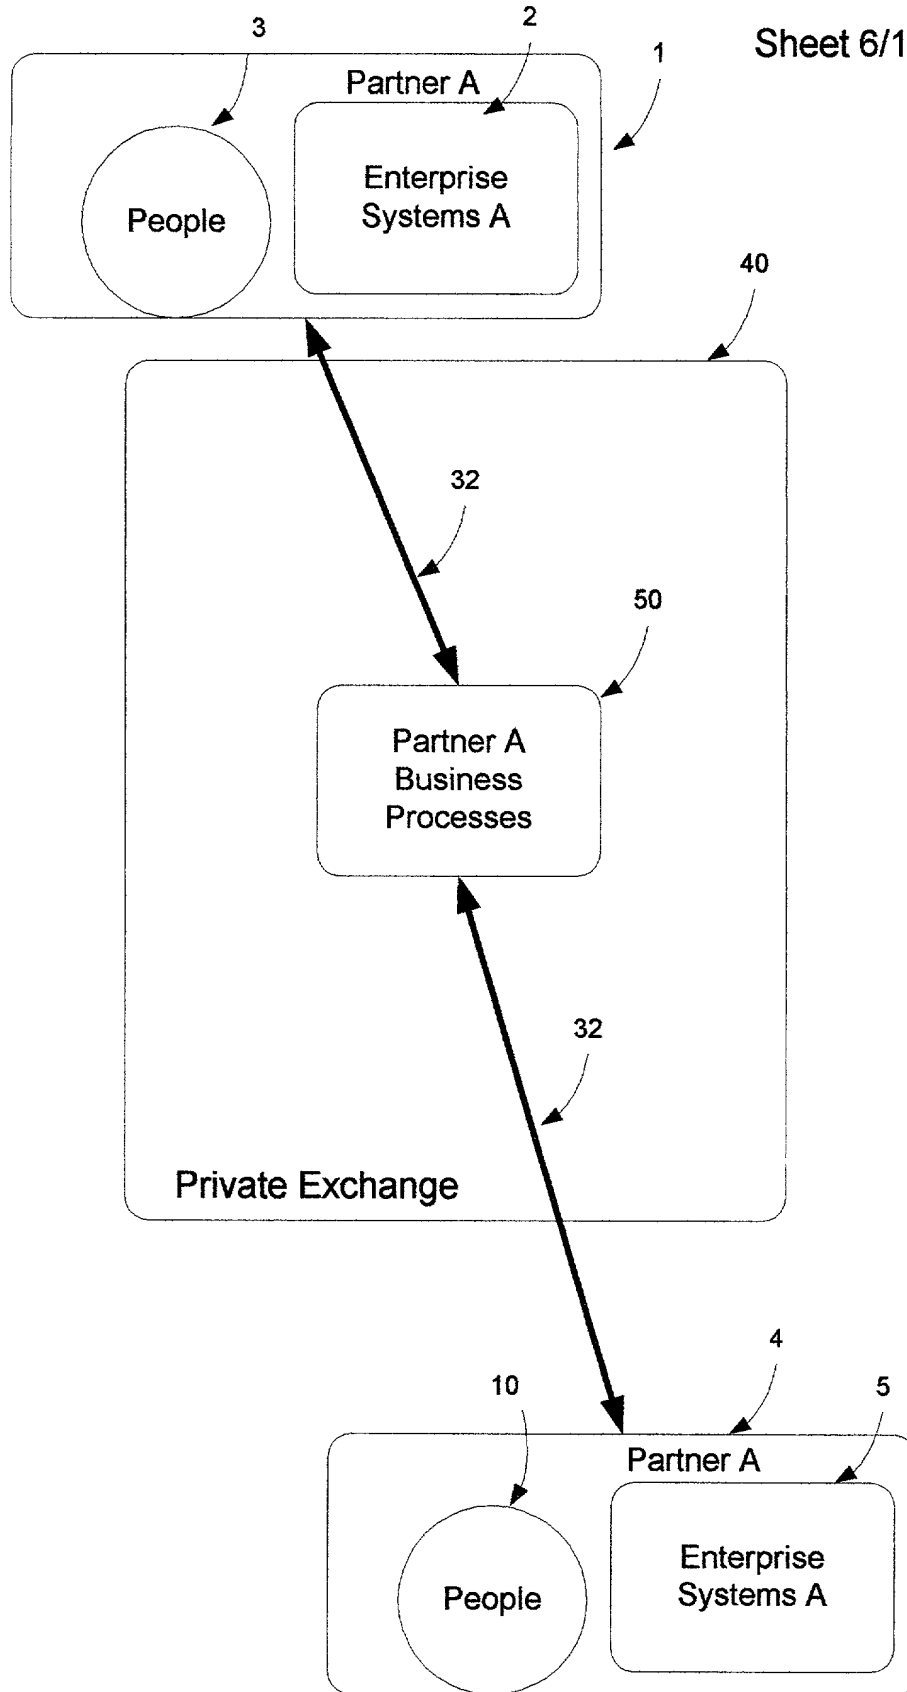 3
2
Sheet 6/1
1
Partner A
Enterprise
Systems A
People
40
32
50
Partner A
Business
Processes
32
Private Exchange
4
10
5
Partner A
Enterprise
Systems A
People